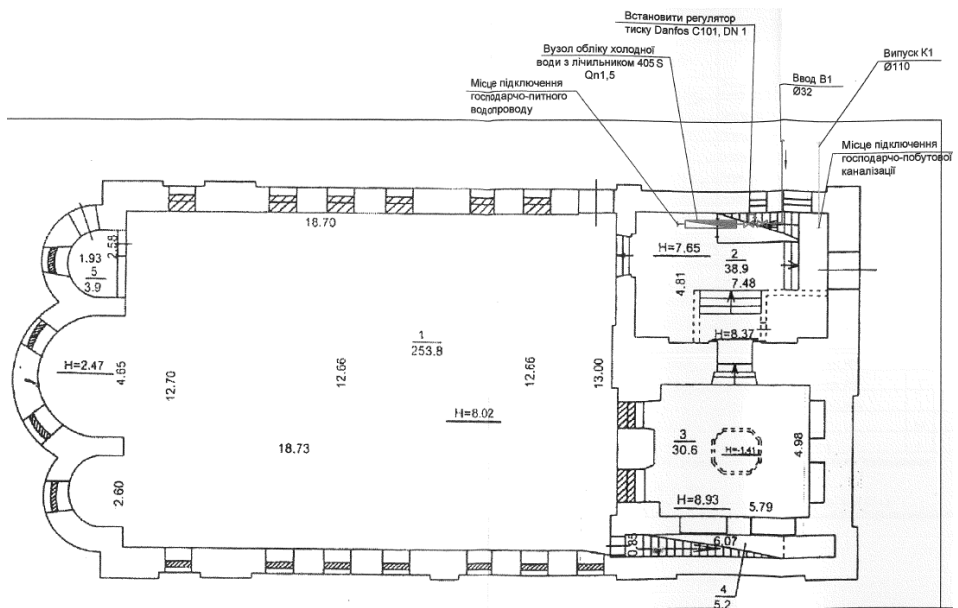 Встановити регулятор
тиску Danfos C101, DN 1
Вузол обліку холодної
води з лічильником 405 S
Qn1,5
Місце підключення
господарчо-питного
водопроводу
Випуск К1
Ø110
Ввод В1
Ø32
Місце підключення
господарчо-побутової
каналізації
18.70
2.58
1.93
5
3.9
H=7.65
2
38.9
7.48
4.81
H=8.37
1
253.8
H=2.47
4.65
12.70
12.66
12.66
13.00
H=8.02
18.73
3
30.6
H=-1.41
4.98
2.60
H=8.93
5.79
0.85
6.07
4
5.2